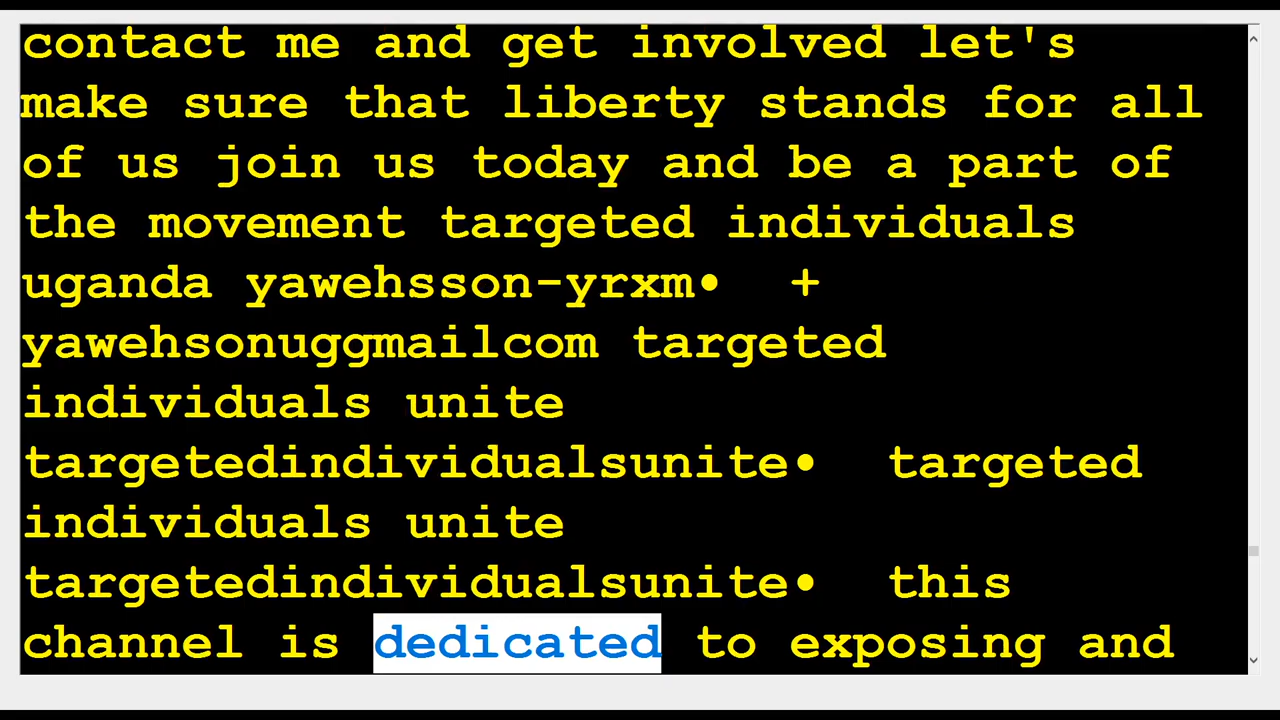 contact me and get involved let's
make sure that liberty stands for all
of us join us today and be a part of
the movement targeted individuals
uganda yawehsson-yrxm•  +
yawehsonuggmailcom targeted
individuals unite
targetedindividualsunite•  targeted
individuals unite
targetedindividualsunite•  this
channel is dedicated to exposing and